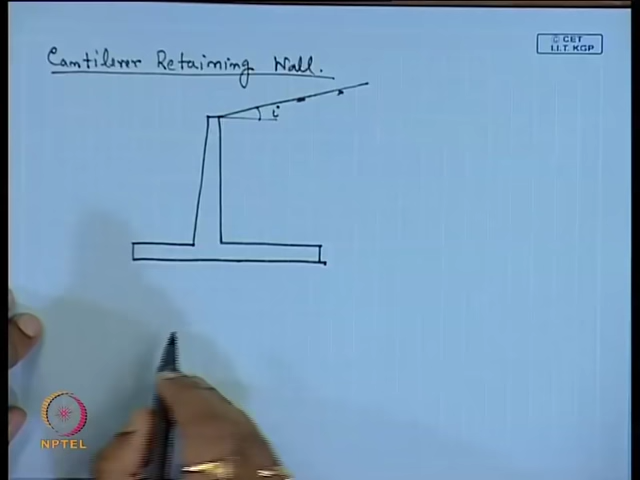 © CET
I.I.T. KGP
Cantilever Retaining Wall.
i
NPTEL